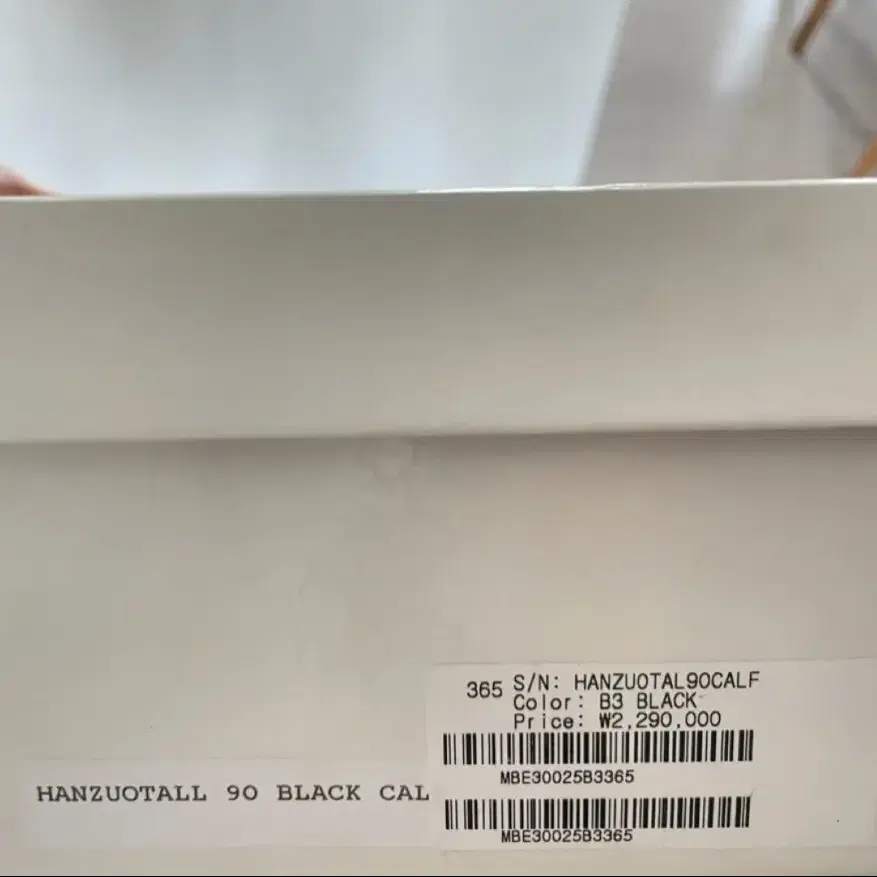 365 S/N: HANZUOTAL90CALF
Color: B3 BLACK
Price: ₩2,290,000
MBE30025B3365
HANZUOTALL 90 BLACK CAL
MBE30025B3365